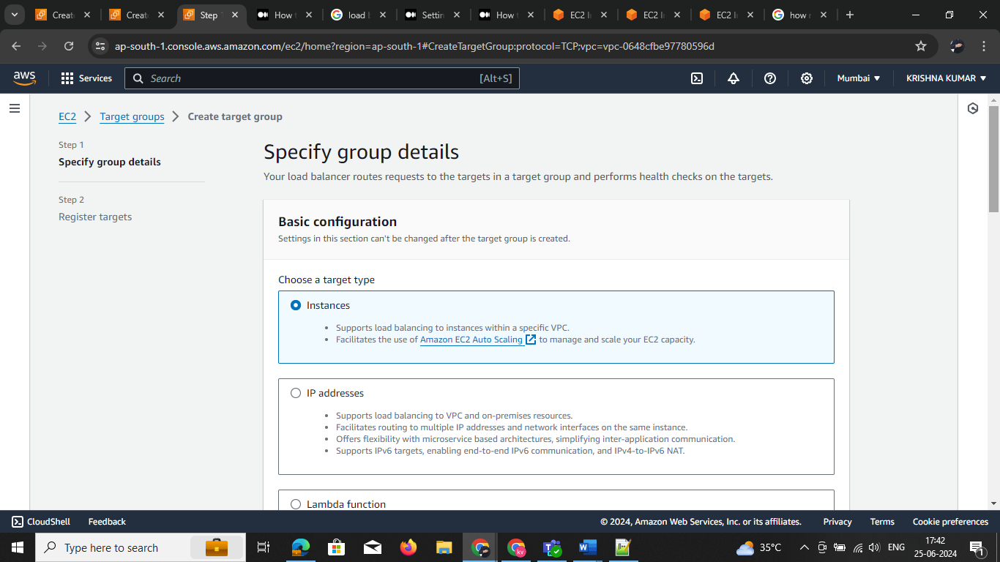 Create
Create
Step 1
How t
load b
Settin
How t
EC2 I
EC2 I
EC2 I
how r
ap-south-1.console.aws.amazon.com/ec2/home?region=ap-south-1#CreateTargetGroup:protocol=TCP;vpc=vpc-0648cfbe97780596d
aws
Services
Search
[Alt+S]
Mumbai
KRISHNA KUMAR
EC2
Target groups
Create target group
Step 1
Specify group details
Step 2
Register targets
Specify group details
Your load balancer routes requests to the targets in a target group and performs health checks on the targets.
Basic configuration
Settings in this section can't be changed after the target group is created.
Choose a target type
Instances
• Supports load balancing to instances within a specific VPC.
• Facilitates the use of Amazon EC2 Auto Scaling to manage and scale your EC2 capacity.
IP addresses
• Supports load balancing to VPC and on-premises resources.
• Facilitates routing to multiple IP addresses and network interfaces on the same instance.
• Offers flexibility with microservice based architectures, simplifying inter-application communication.
• Supports IPv6 targets, enabling end-to-end IPv6 communication, and IPv4-to-IPv6 NAT.
Lambda function
CloudShell
Feedback
© 2024, Amazon Web Services, Inc. or its affiliates.
Privacy
Terms
Cookie preferences
Type here to search
kv
35°C
ENG
17:42
25-06-2024
1